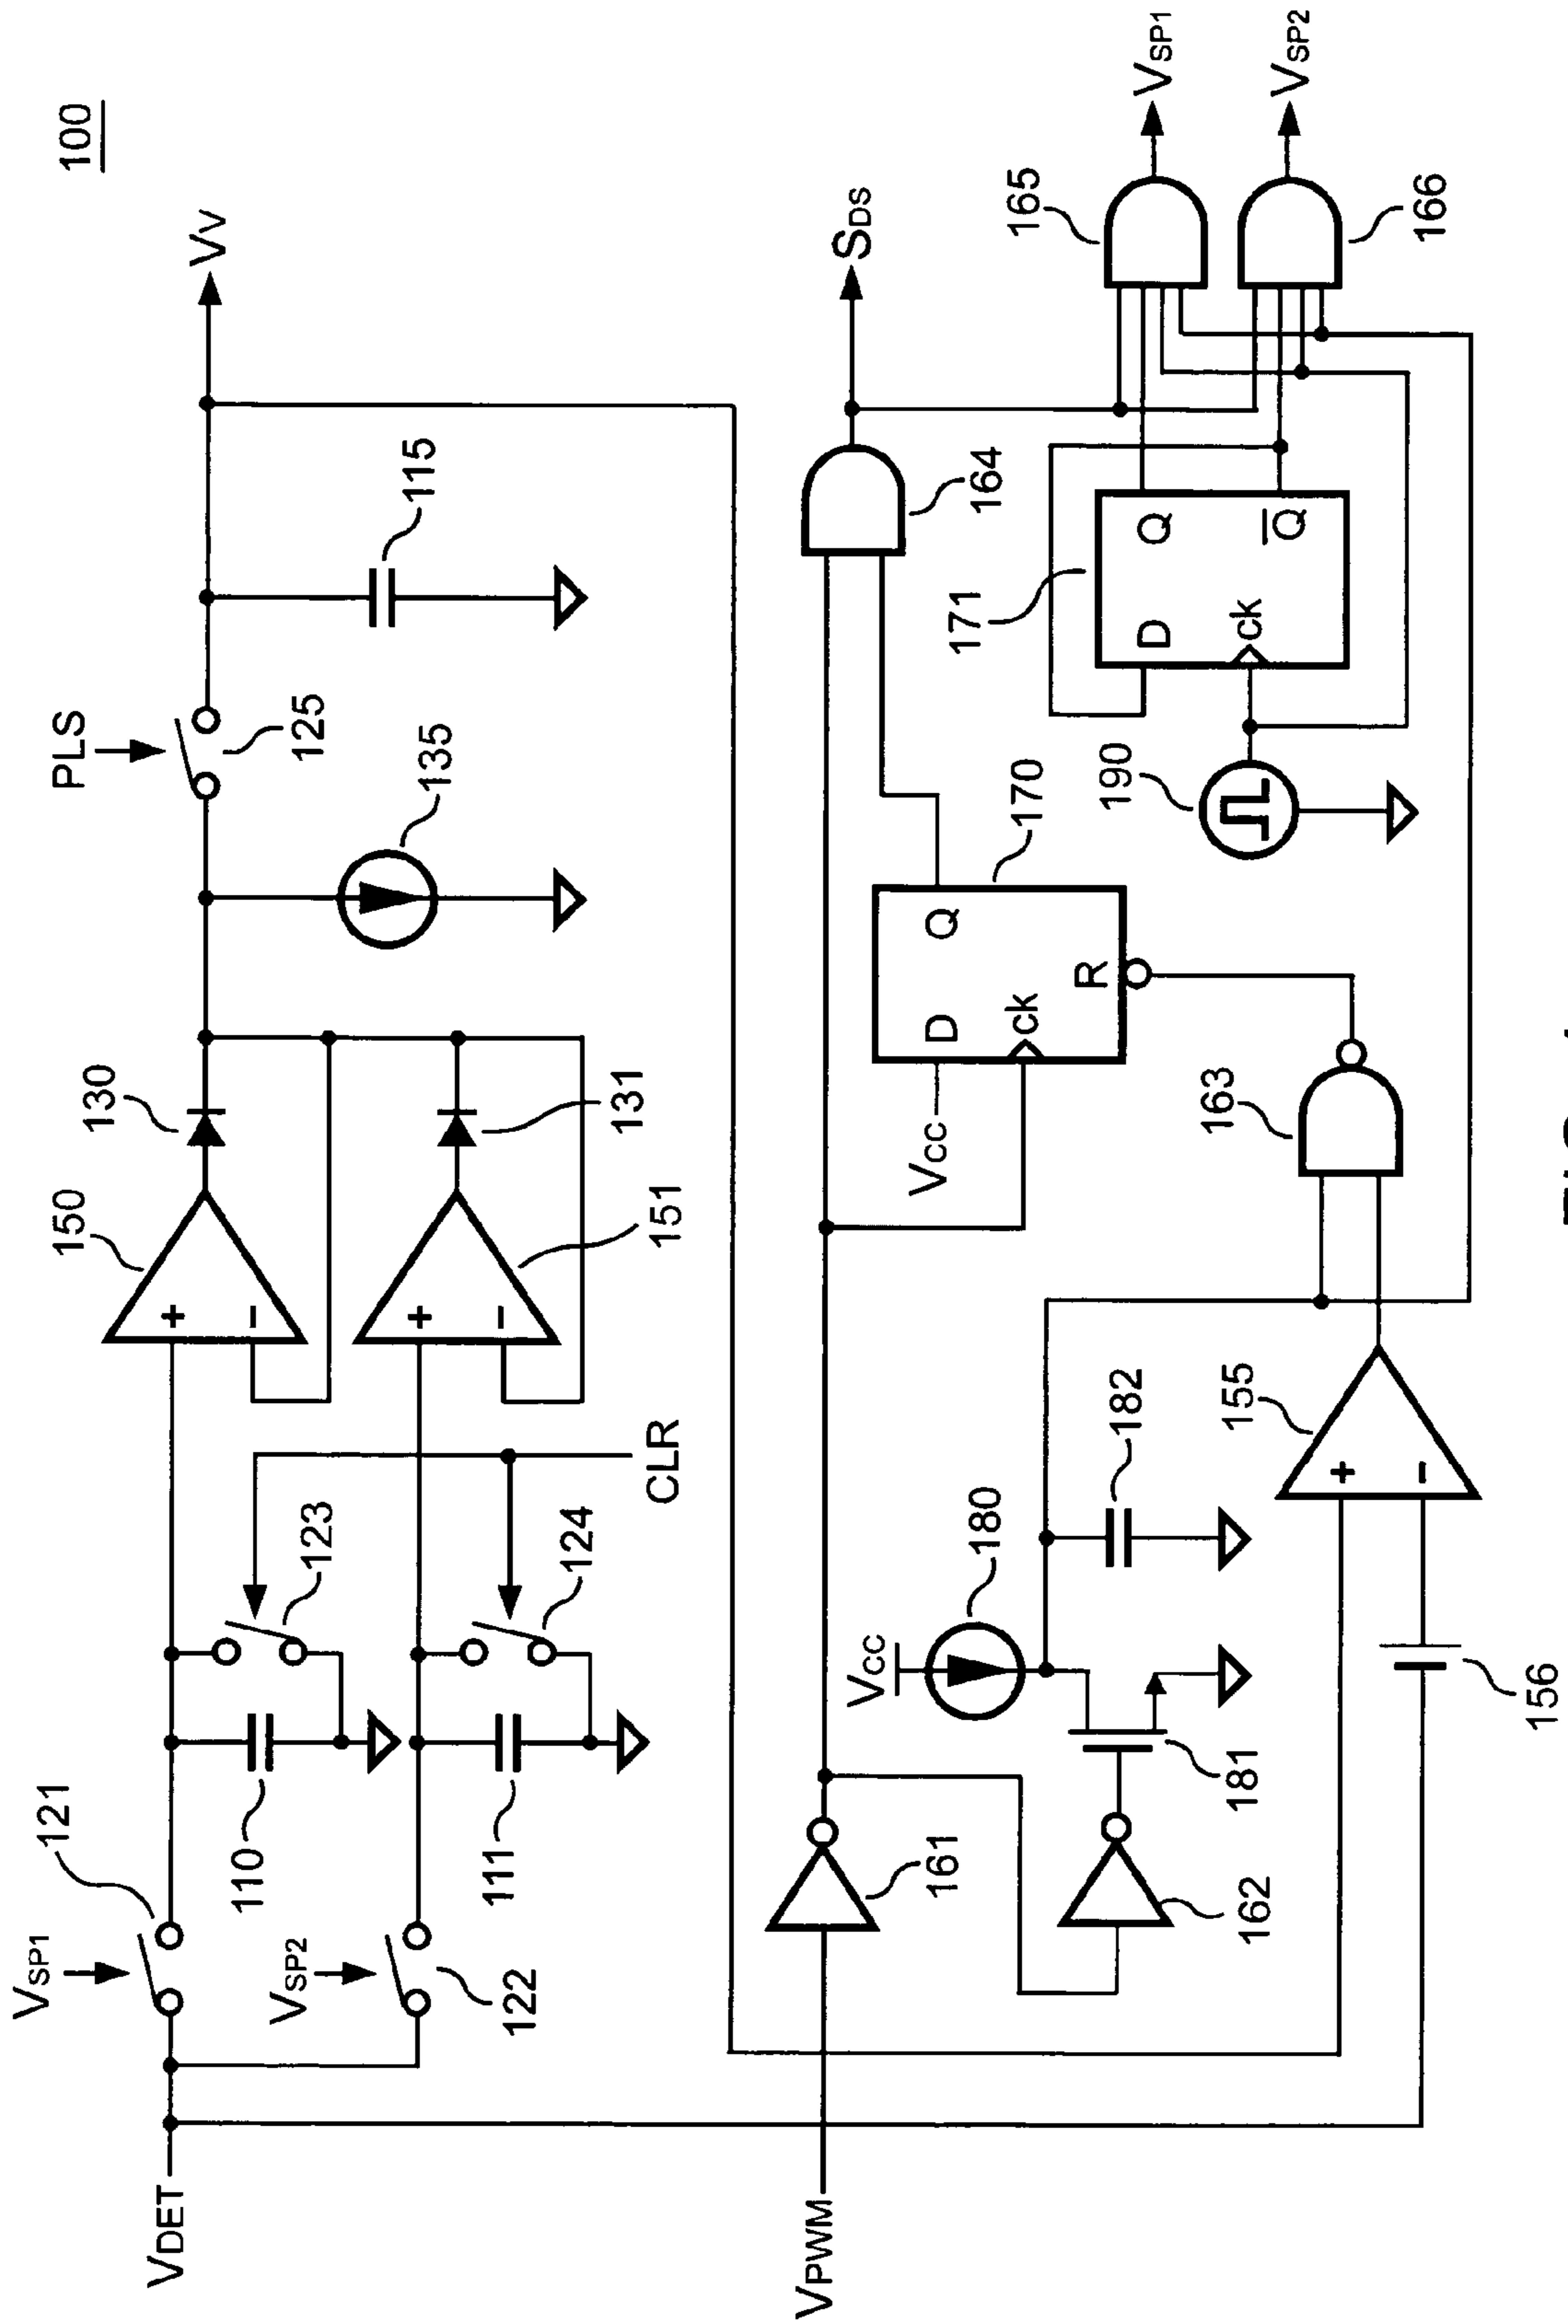 100
VSP1
121
VDET
VSP2
122
110
111
123
124
CLR
150
+
-
130
151
+
-
131
135
PLS
125
115
VV
VPWM
161
162
VCC
180
181
182
156
155
+
-
163
VCC
D
Q
ck
R
170
164
SDS
190
171
D
Q
ck
Q
165
166
VSP1
VSP2